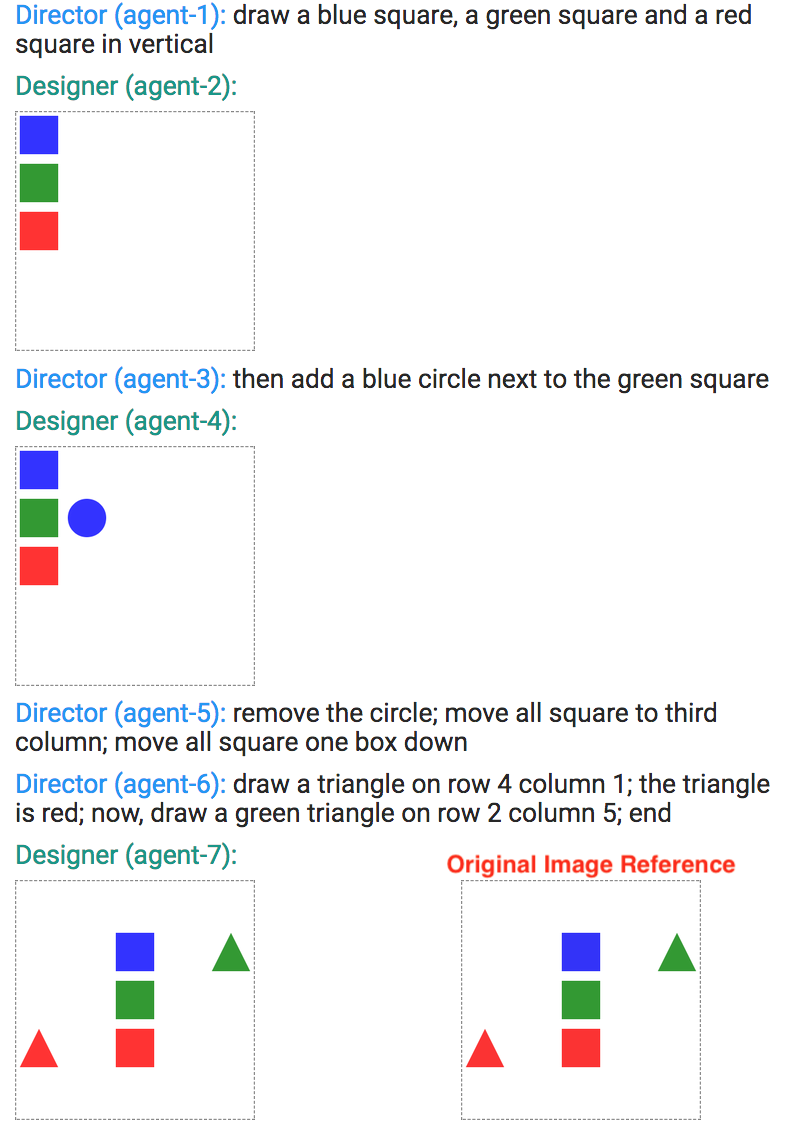 Director (agent-1): draw a blue square, a green square and a red
square in vertical
Designer (agent-2):
Director (agent-3): then add a blue circle next to the green square
Designer (agent-4):
Director (agent-5): remove the circle; move all square to third
column; move all square one box down
Director (agent-6): draw a triangle on row 4 column 1; the triangle
is red; now, draw a green triangle on row 2 column 5; end
Designer (agent-7):
Original Image Reference